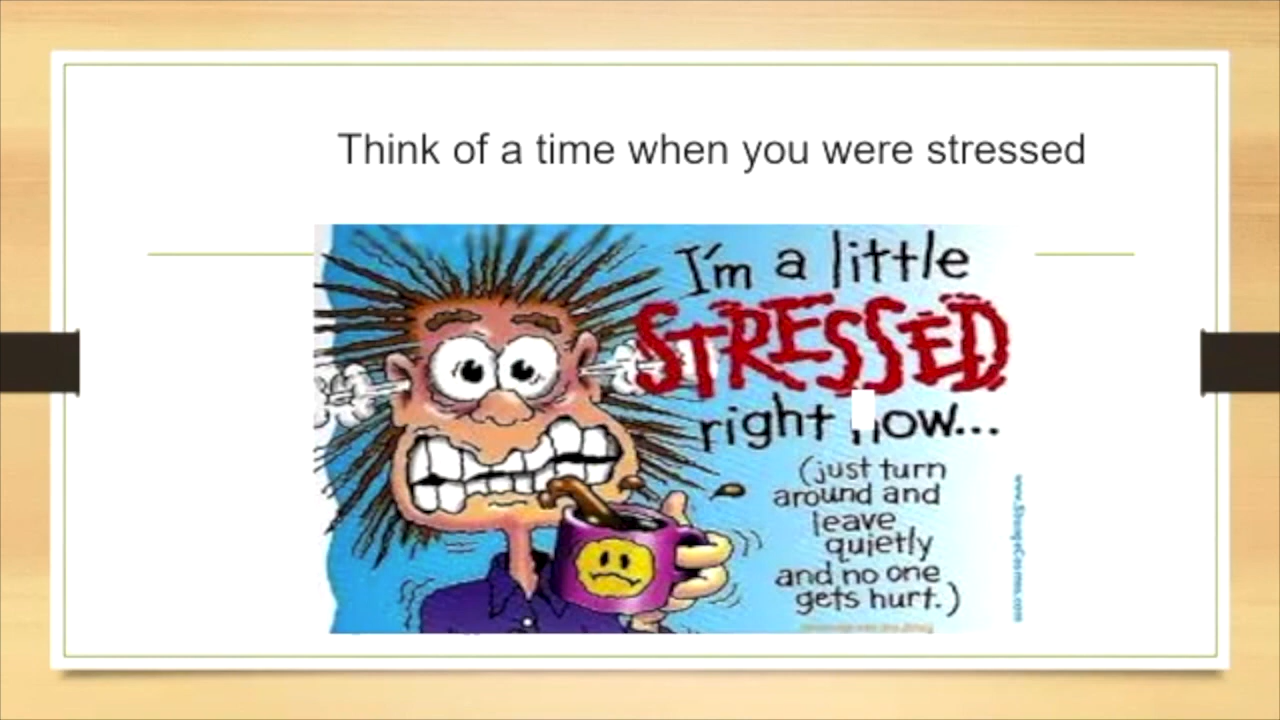 Think of a time when you were stressed
I'm a little
STRESSED
right now...
(just turn
around and
leave
quietly
and no one
gets hurt.)